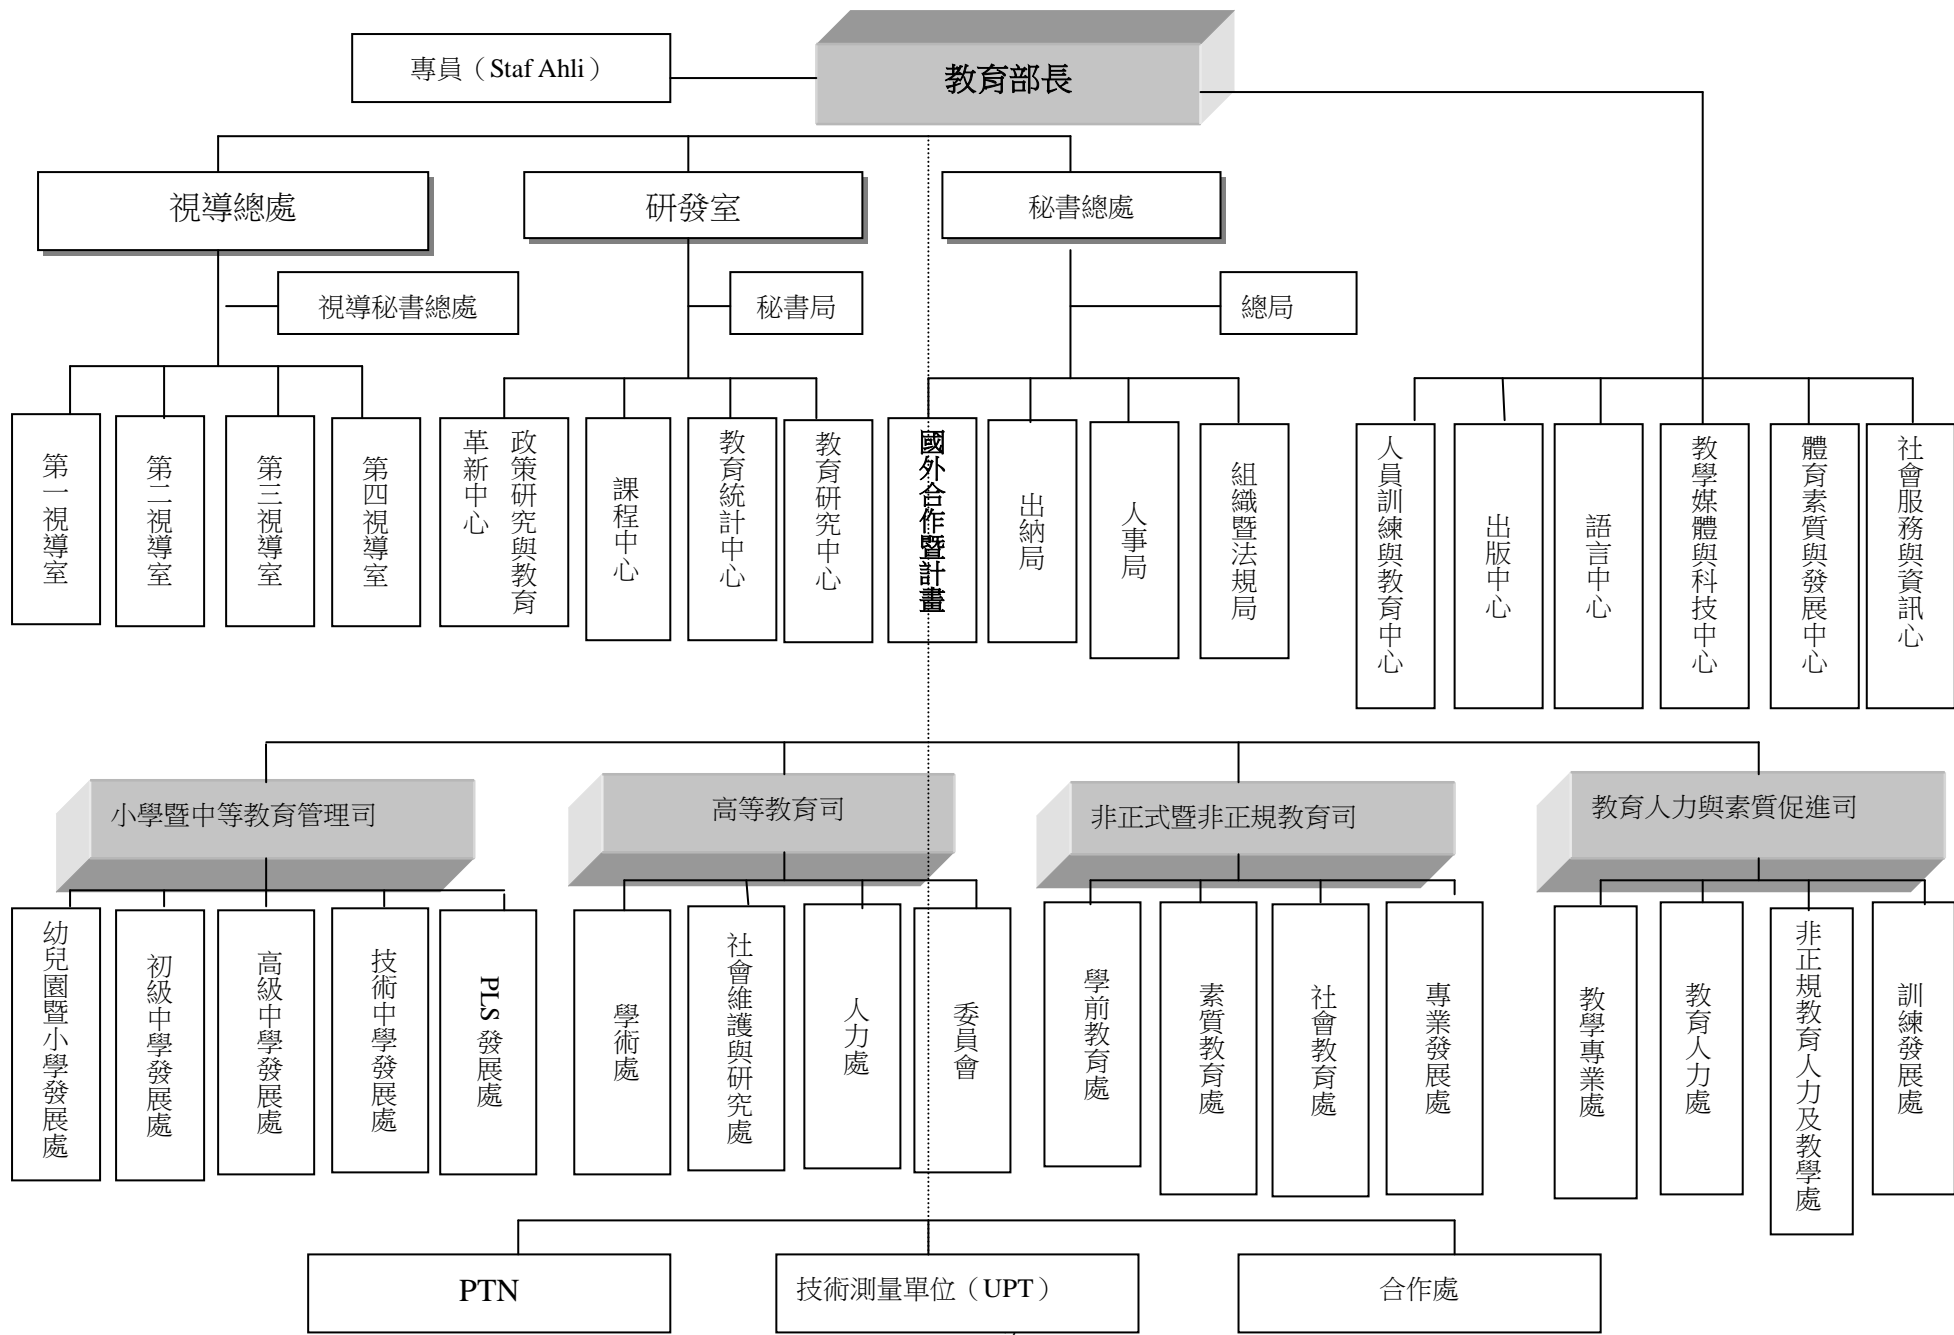 專員（Staf Ahli）
教育部長
視導總處
研發室
秘書總處
視導秘書總處
秘書局
總局
第一視導室
第二視導室
第三視導室
第四視導室
政策研究與教育
革新中心
課程中心
教育統計中心
教育研究中心
國外合作暨計畫
出納局
人事局
組織暨法規局
人員訓練與教育中心
出版中心
語言中心
教學媒體與科技中心
體育素質與發展中心
社會服務與資訊心
小學暨中等教育管理司
高等教育司
非正式暨非正規教育司
教育人力與素質促進司
幼兒園暨小學發展處
初級中學發展處
高級中學發展處
技術中學發展處
PLS 發展處
學術處
社會維護與研究處
人力處
委員會
學前教育處
素質教育處
社會教育處
專業發展處
教學專業處
教育人力處
非正規教育人力及教學處
訓練發展處
PTN
技術測量單位（UPT）
合作處